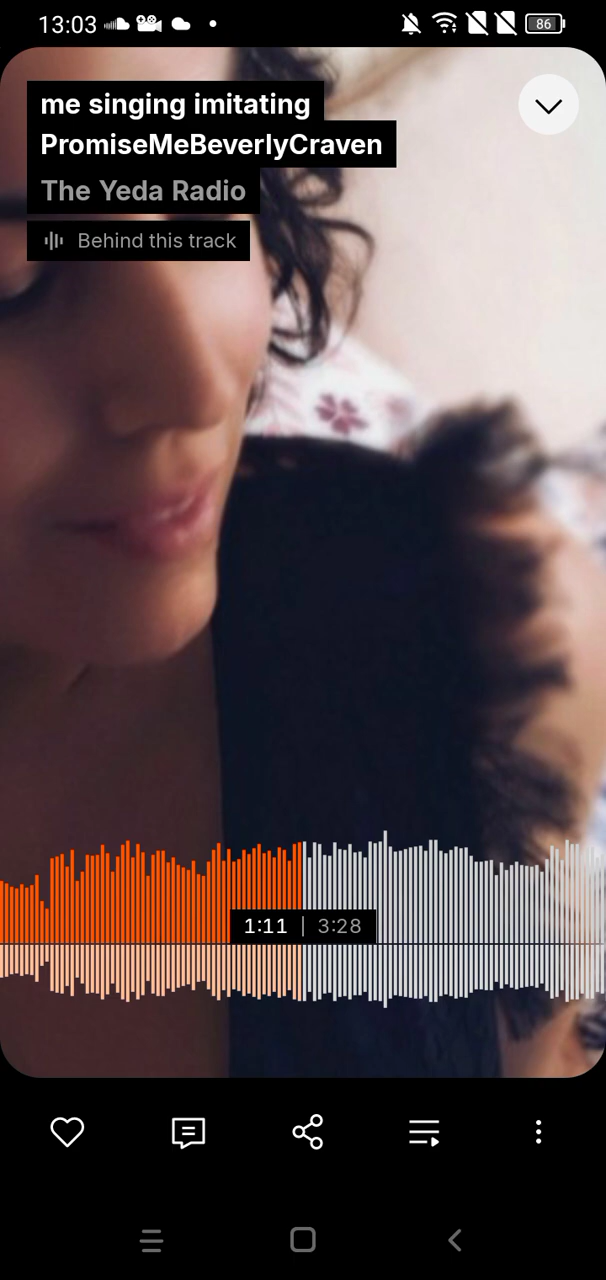 13:03
86
me singing imitating
PromiseMeBeverlyCraven
The Yeda Radio
Behind this track
1:11 | 3:28